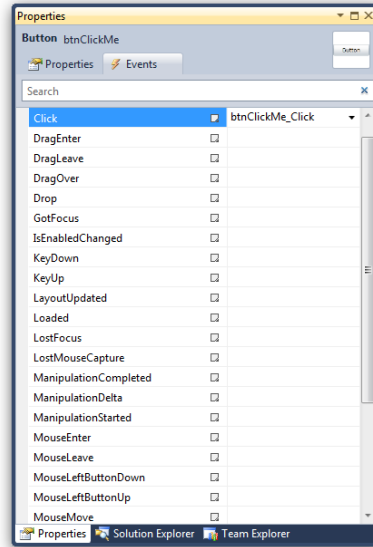 Properties
Button btnClickMe
Button
Properties Events
Search
Click btnClickMe_Click
DragEnter
DragLeave
DragOver
Drop
GotFocus
IsEnabledChanged
KeyDown
KeyUp
LayoutUpdated
Loaded
LostFocus
LostMouseCapture
ManipulationCompleted
ManipulationDelta
ManipulationStarted
MouseEnter
MouseLeave
MouseLeftButtonDown
MouseLeftButtonUp
MouseMove
Properties Solution Explorer Team Explorer